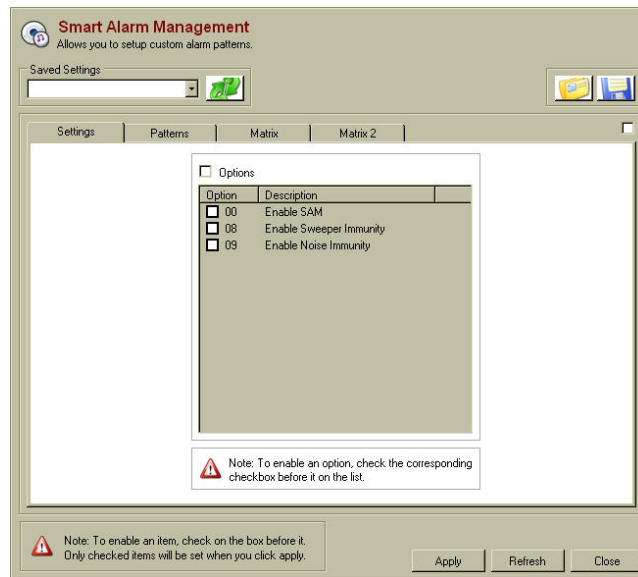 Smart Alarm Management
Allows you to setup custom alarm patterns.
Saved Settings
Settings Patterns Matrix Matrix 2
Options
Option Description
00 Enable SAM
08 Enable Sweeper Immunity
09 Enable Noise Immunity
Note: To enable an option, check the corresponding
checkbox before it on the list.
Note: To enable an item, check on the box before it.
Only checked items will be set when you click apply.
Apply Refresh Close